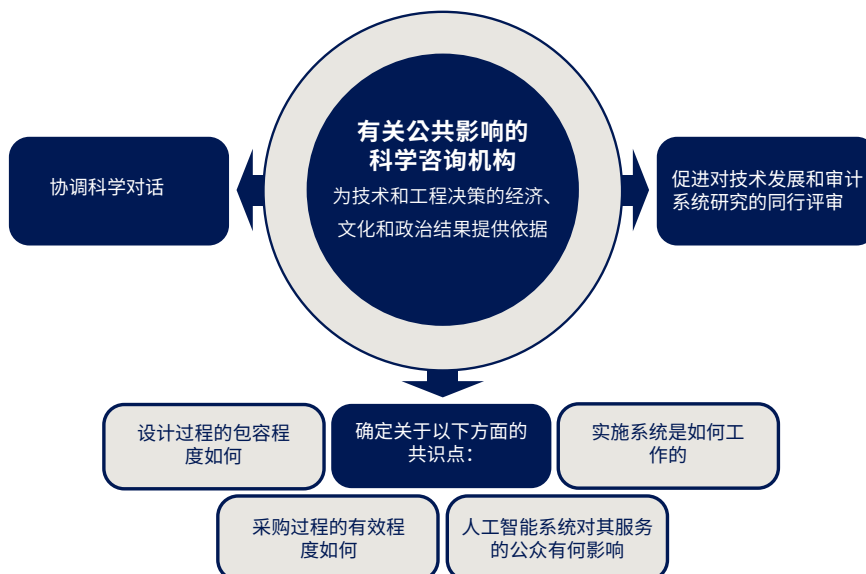 有关公共影响的
科学咨询机构
为技术和工程决策的经济、
文化和政治结果提供依据
协调科学对话
促进对技术发展和审计
系统研究的同行评审
确定关于以下方面的
共识点：
设计过程的包容程
度如何
实施系统是如何工
作的
采购过程的有效程
度如何
人工智能系统对其服务
的公众有何影响